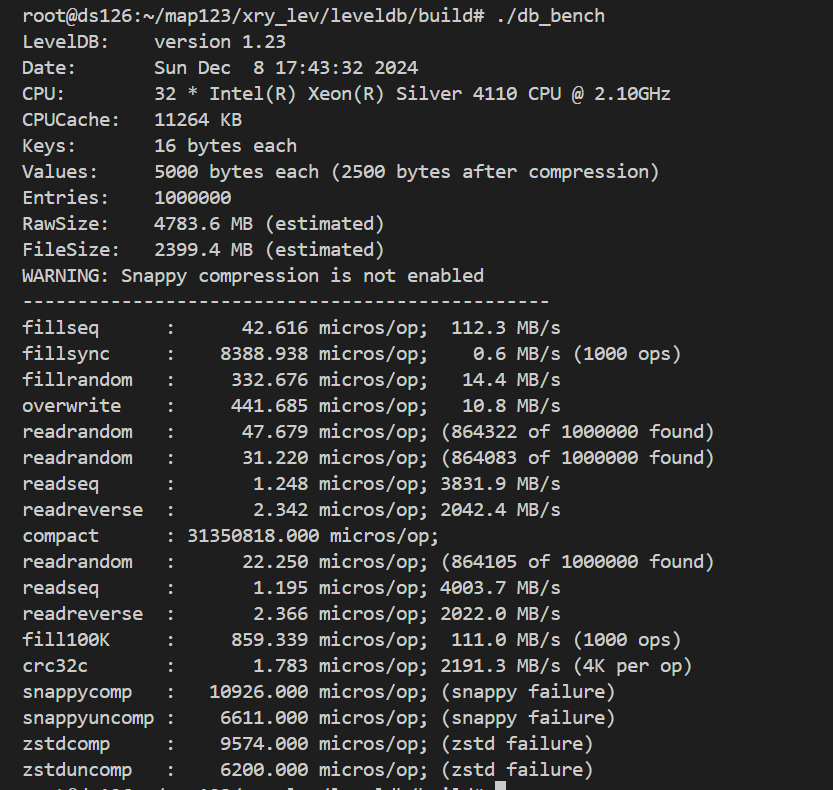 root@ds126:~/map123/xry_lev/leveldb/build# ./db_bench
LevelDB:    version 1.23
Date:       Sun Dec  8 17:43:32 2024
CPU:        32 * Intel(R) Xeon(R) Silver 4110 CPU @ 2.10GHz
CPUCache:   11264 KB
Keys:       16 bytes each
Values:     5000 bytes each (2500 bytes after compression)
Entries:    1000000
RawSize:    4783.6 MB (estimated)
FileSize:   2399.4 MB (estimated)
WARNING: Snappy compression is not enabled
------------------------------------------------
fillseq      :      42.616 micros/op;  112.3 MB/s
fillsync     :    8388.938 micros/op;    0.6 MB/s (1000 ops)
fillrandom   :     332.676 micros/op;   14.4 MB/s
overwrite    :     441.685 micros/op;   10.8 MB/s
readrandom   :      47.679 micros/op; (864322 of 1000000 found)
readrandom   :      31.220 micros/op; (864083 of 1000000 found)
readseq      :       1.248 micros/op; 3831.9 MB/s
readreverse  :       2.342 micros/op; 2042.4 MB/s
compact      : 31350818.000 micros/op;
readrandom   :      22.250 micros/op; (864105 of 1000000 found)
readseq      :       1.195 micros/op; 4003.7 MB/s
readreverse  :       2.366 micros/op; 2022.0 MB/s
fill100K     :     859.339 micros/op;  111.0 MB/s (1000 ops)
crc32c       :       1.783 micros/op; 2191.3 MB/s (4K per op)
snappycomp   :   10926.000 micros/op; (snappy failure)
snappyuncomp :    6611.000 micros/op; (snappy failure)
zstdcomp     :    9574.000 micros/op; (zstd failure)
zstduncomp   :    6200.000 micros/op; (zstd failure)